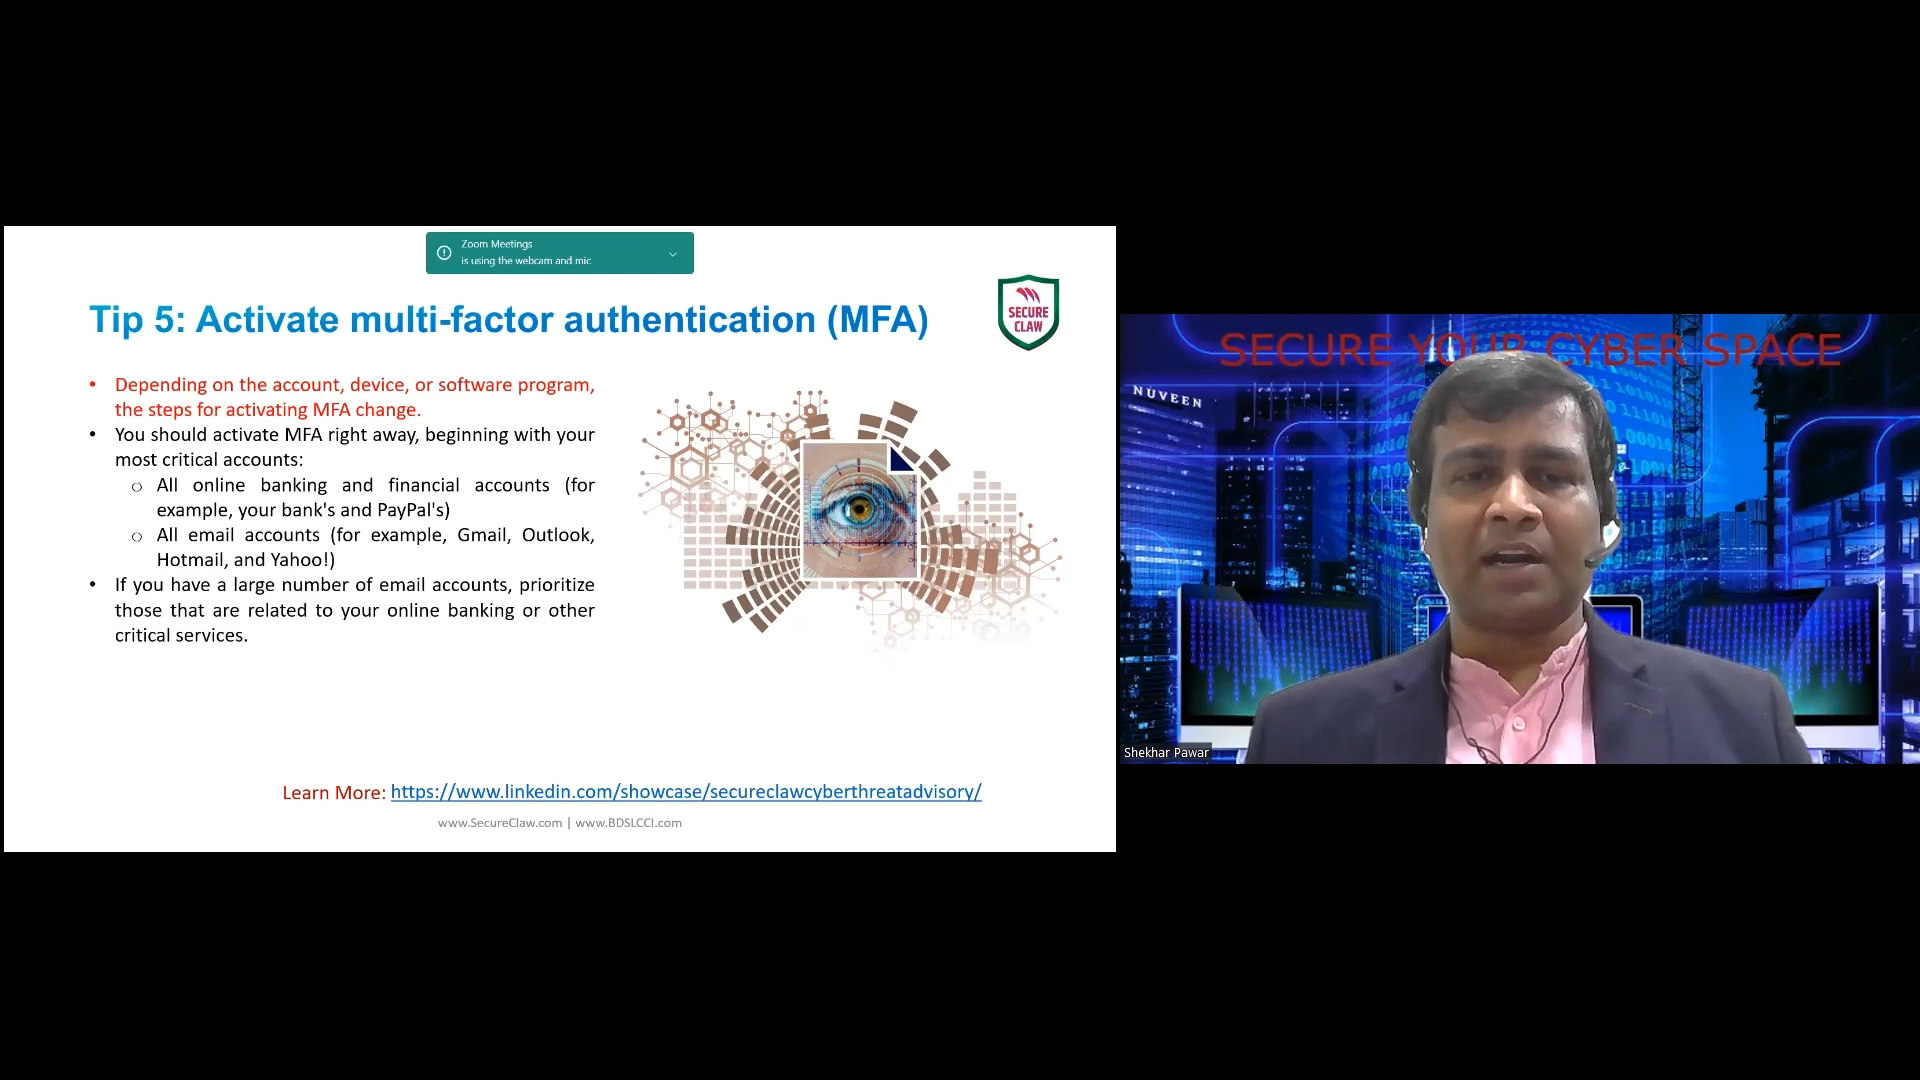 Zoom Meetings
is using the webcam and mic
Tip 5: Activate multi-factor authentication (MFA)
SECURE
CLAW
• Depending on the account, device, or software program,
the steps for activating MFA change.
• You should activate MFA right away, beginning with your
most critical accounts:
o All online banking and financial accounts (for
example, your bank's and PayPal's)
o All email accounts (for example, Gmail, Outlook,
Hotmail, and Yahoo!)
• If you have a large number of email accounts, prioritize
those that are related to your online banking or other
critical services.
Learn More: https://www.linkedin.com/showcase/secureclawcyberthreatadvisory/
www.SecureClaw.com | www.BDSLCCI.com
SECURE YOUR CYBER SPACE
NUVEEN
Shekhar Pawar